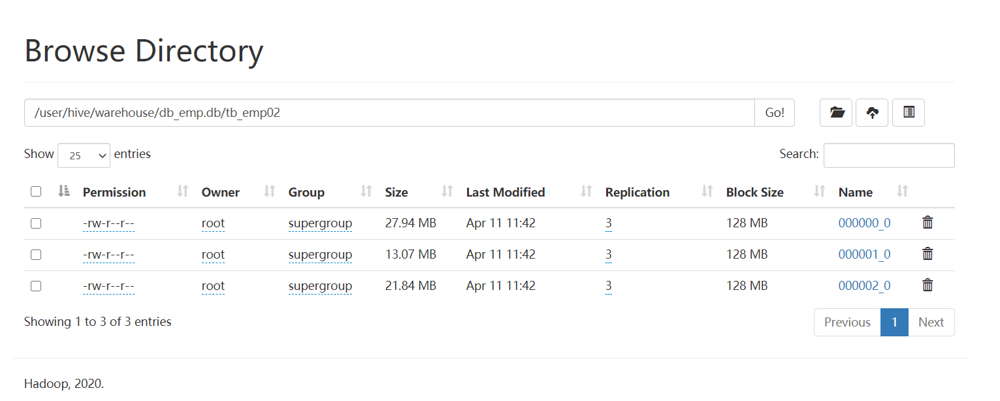 Browse Directory
/user/hive/warehouse/db_emp.db/tb_emp02 Go!
Show 25 entries Search:
Permission Owner Group Size Last Modified Replication Block Size Name
-rw-r--r-- root supergroup 27.94 MB Apr 11 11:42 3 128 MB 000000_0
-rw-r--r-- root supergroup 13.07 MB Apr 11 11:42 3 128 MB 000001_0
-rw-r--r-- root supergroup 21.84 MB Apr 11 11:42 3 128 MB 000002_0
Showing 1 to 3 of 3 entries Previous 1 Next
Hadoop, 2020.